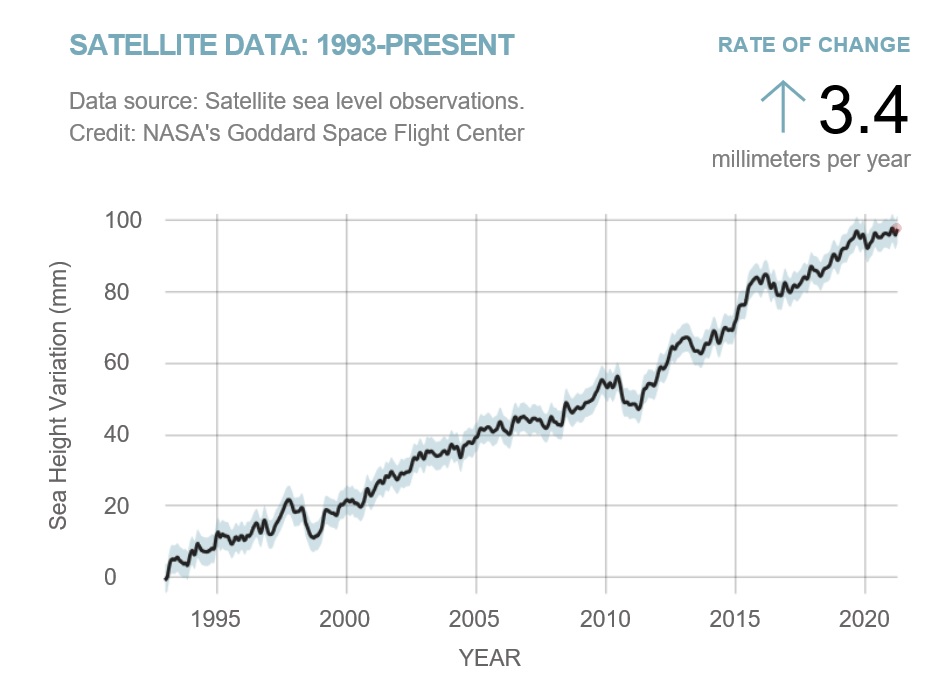 SATELLITE DATA: 1993-PRESENT
RATE OF CHANGE
Data source: Satellite sea level observations.
Credit: NASA's Goddard Space Flight Center
3.4
millimeters per year
Sea Height Variation (mm)
100
80
60
40
20
0
1995 2000 2005 2010 2015 2020
YEAR